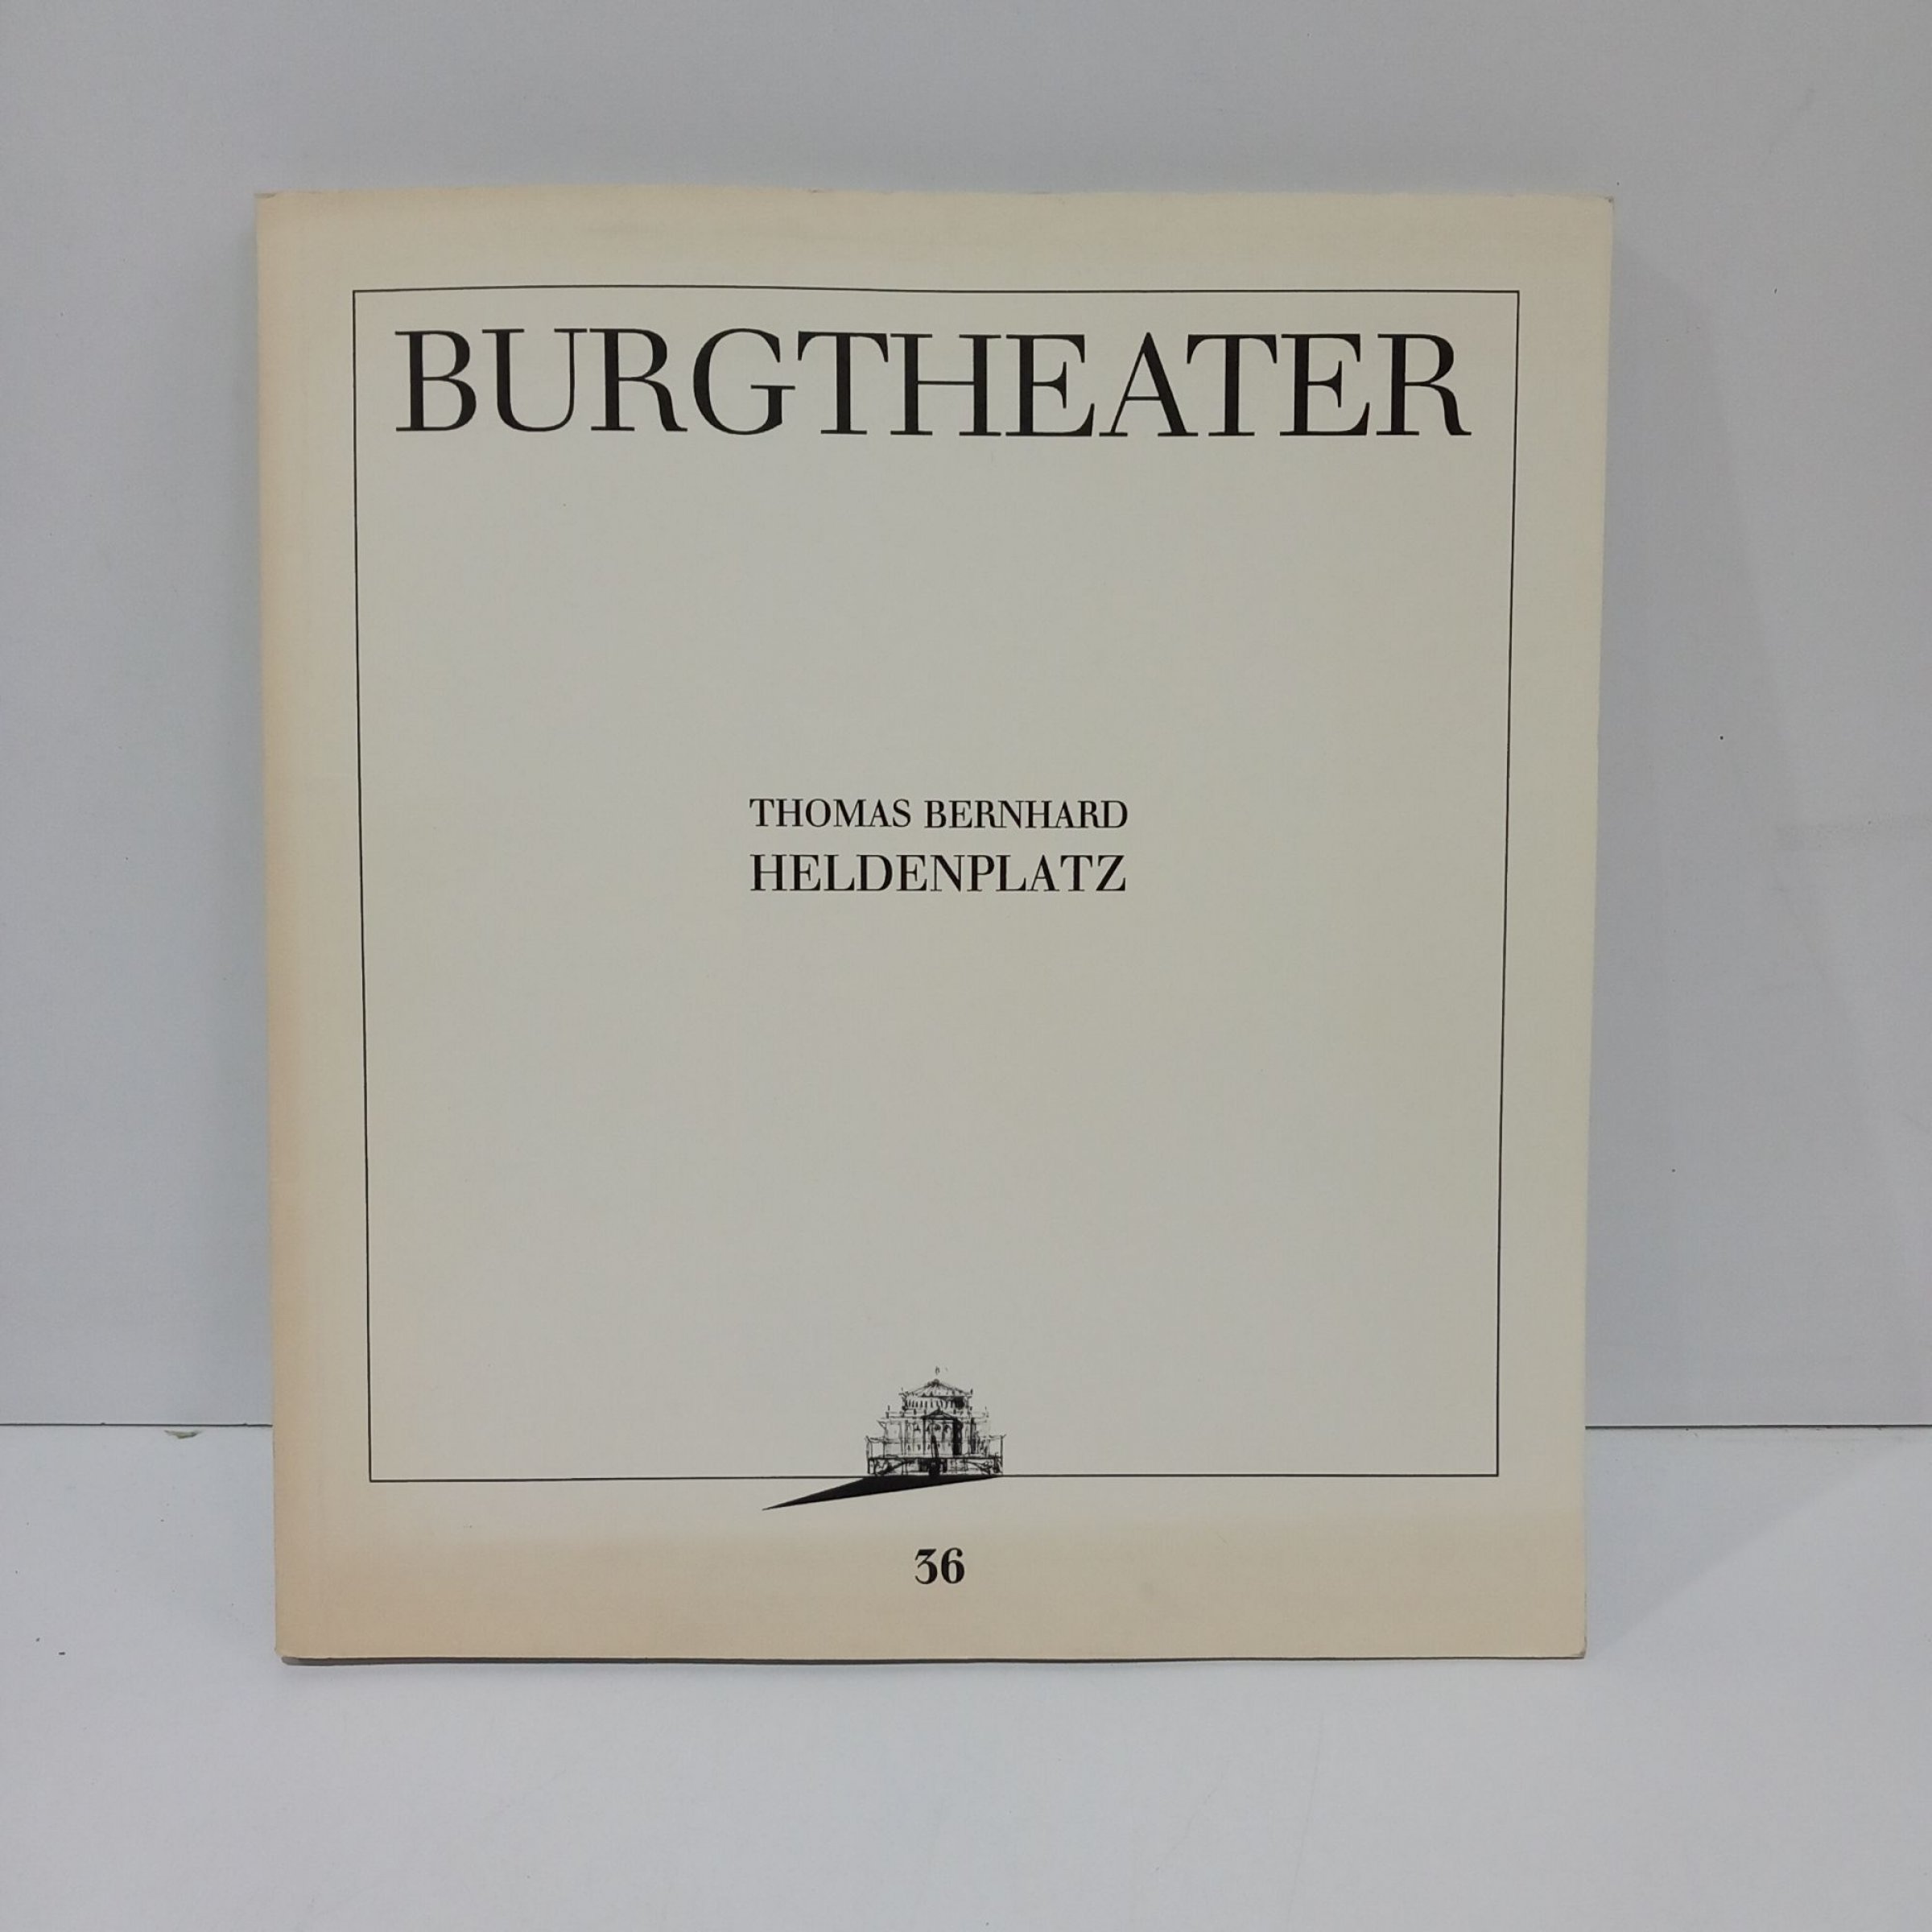 BURGTHEATER
THOMAS BERNHARD
HELDENPLATZ
36